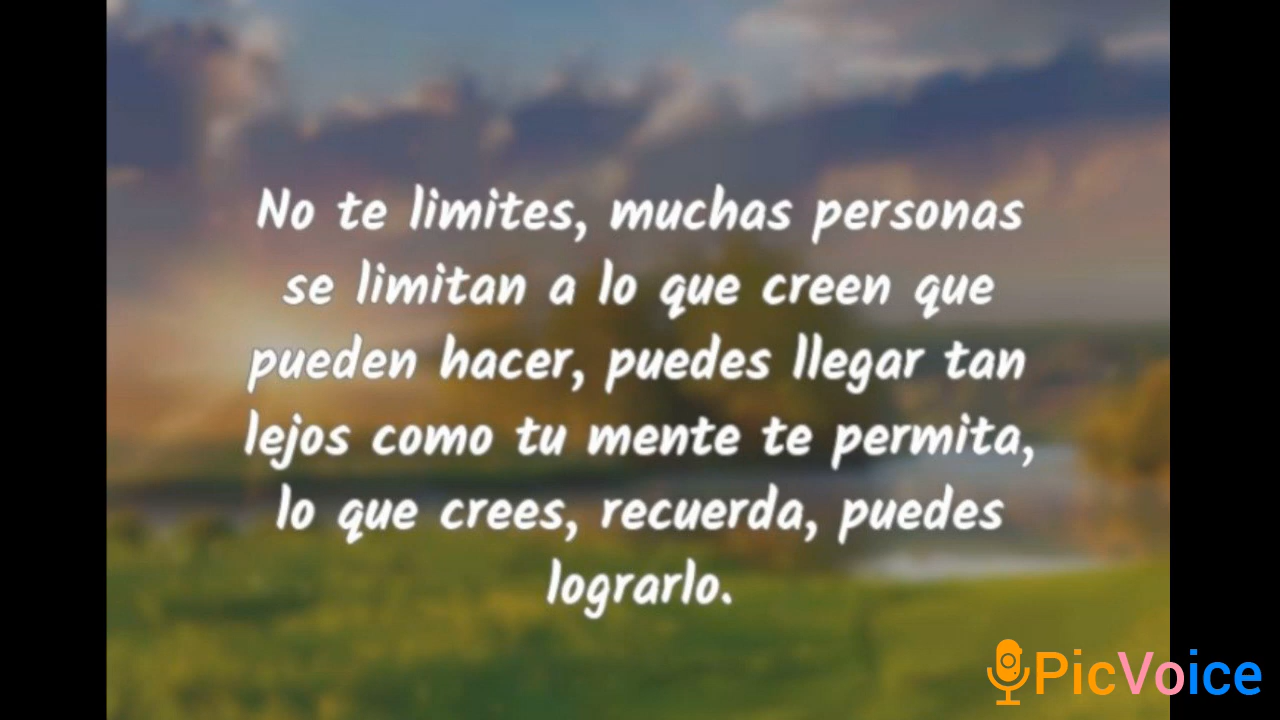 No te limites, muchas personas
se limitan a lo que creen que
pueden hacer, puedes llegar tan
lejos como tu mente te permita,
lo que crees, recuerda, puedes
lograrlo.
PicVoice